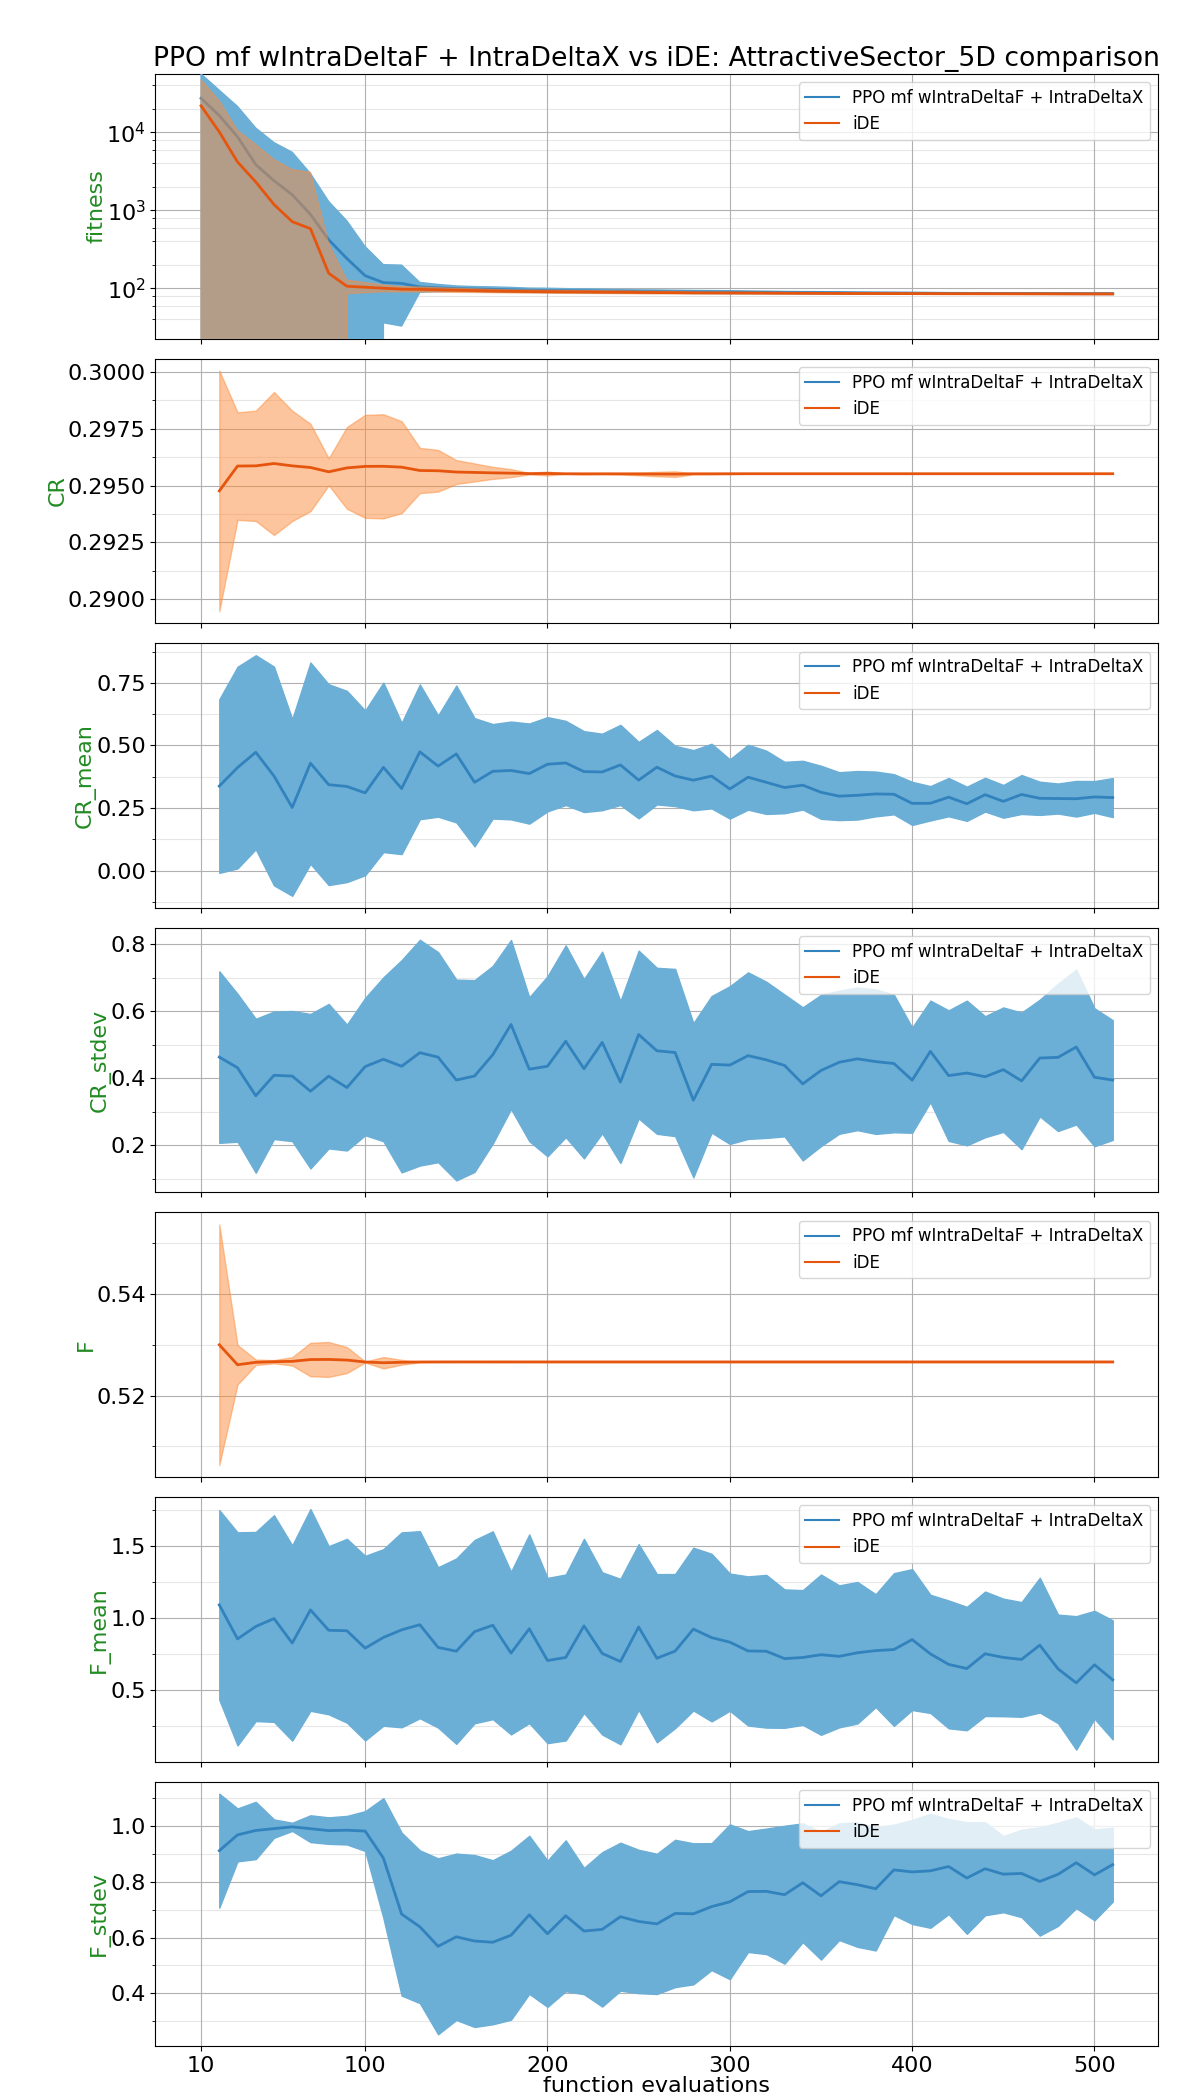 PPO mf wIntraDeltaF + IntraDeltaX vs iDE: AttractiveSector_5D comparison
PPO mf wIntraDeltaF + IntraDeltaX
iDE
fitness
10⁴
10³
10²
PPO mf wIntraDeltaF + IntraDeltaX
iDE
CR
0.3000
0.2975
0.2950
0.2925
0.2900
PPO mf wIntraDeltaF + IntraDeltaX
iDE
CR_mean
0.75
0.50
0.25
0.00
PPO mf wIntraDeltaF + IntraDeltaX
iDE
CR_stdev
0.8
0.6
0.4
0.2
PPO mf wIntraDeltaF + IntraDeltaX
iDE
F
0.54
0.52
PPO mf wIntraDeltaF + IntraDeltaX
iDE
F_mean
1.5
1.0
0.5
PPO mf wIntraDeltaF + IntraDeltaX
iDE
F_stdev
1.0
0.8
0.6
0.4
10 100 200 300 400 500
function evaluations